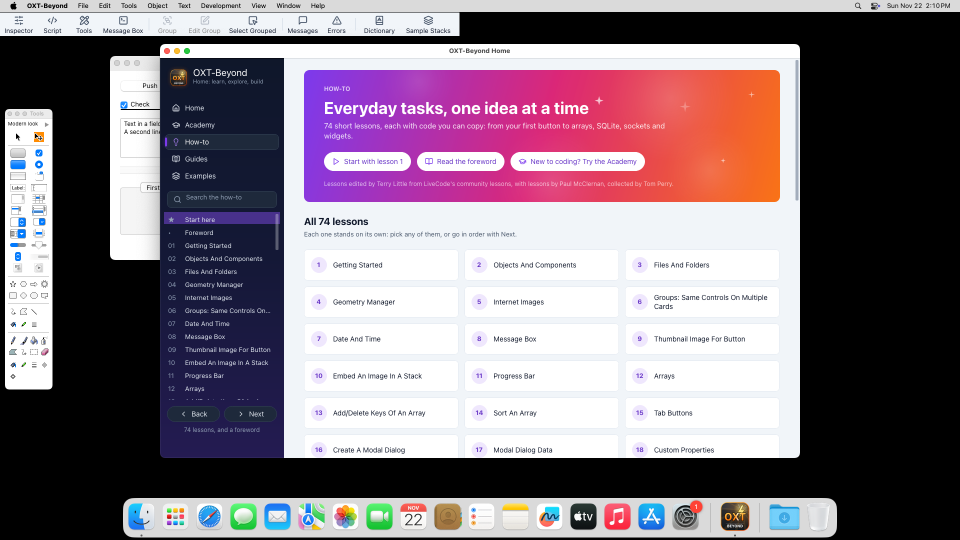 OXT-Beyond File Edit Tools Object Text Development View Window Help
Sun Nov 22 2:10 PM
Inspector Script Tools Message Box Group Edit Group Select Grouped Messages Errors Dictionary Sample Stacks
OXT-Beyond Home
Push
Check
Text in a field
A second line
First
Tools
Modern look
Label
OXT
OXT-Beyond
Home: learn, explore, build
Home
Academy
How-to
Guides
Examples
Search the how-to
Start here
Foreword
01 Getting Started
02 Objects And Components
03 Files And Folders
04 Geometry Manager
05 Internet Images
06 Groups: Same Controls On...
07 Date And Time
08 Message Box
09 Thumbnail Image For Button
10 Embed An Image In A Stack
11 Progress Bar
12 Arrays
Back
Next
74 lessons, and a foreword
HOW-TO
Everyday tasks, one idea at a time
74 short lessons, each with code you can copy: from your first button to arrays, SQLite, sockets and
widgets.
Start with lesson 1
Read the foreword
New to coding? Try the Academy
Lessons edited by Terry Little from LiveCode's community lessons, with lessons by Paul McClernan, collected by Tom Perry.
All 74 lessons
Each one stands on its own: pick any of them, or go in order with Next.
1 Getting Started
2 Objects And Components
3 Files And Folders
4 Geometry Manager
5 Internet Images
6 Groups: Same Controls On Multiple
Cards
7 Date And Time
8 Message Box
9 Thumbnail Image For Button
10 Embed An Image In A Stack
11 Progress Bar
12 Arrays
13 Add/Delete Keys Of An Array
14 Sort An Array
15 Tab Buttons
16 Create A Modal Dialog
17 Modal Dialog Data
18 Custom Properties
NOV
22
tv
1
OXT
BEYOND